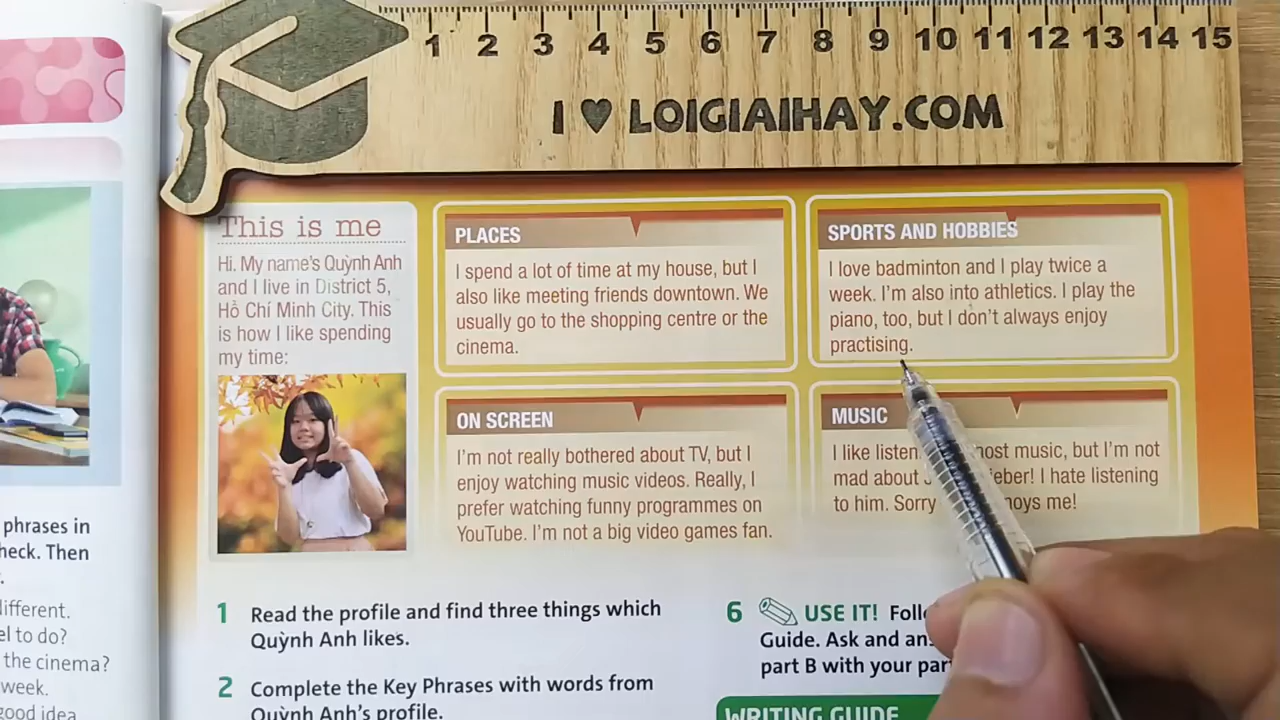 1 2 3 4 5 6 7 8 9 10 11 12 13 14 15
I ♥ LOIGIAIHAY.COM
This is me
Hi. My name's Quỳnh Anh
and I live in District 5,
Hồ Chí Minh City. This
is how I like spending
my time:
PLACES
I spend a lot of time at my house, but I
also like meeting friends downtown. We
usually go to the shopping centre or the
cinema.
SPORTS AND HOBBIES
I love badminton and I play twice a
week. I'm also into athletics. I play the
piano, too, but I don't always enjoy
practising.
ON SCREEN
I'm not really bothered about TV, but I
enjoy watching music videos. Really, I
prefer watching funny programmes on
YouTube. I'm not a big video games fan.
MUSIC
I like music, but I'm not
mad about
to him. Sorry me!
phrases in
Then
to do?
the cinema?
week.
good idea
1 Read the profile and find three things which
Quỳnh Anh likes.
2 Complete the Key Phrases with words from
Quỳnh Anh's profile.
6 USE IT!
Guide. Ask and
part B with your
WRITING GUIDE